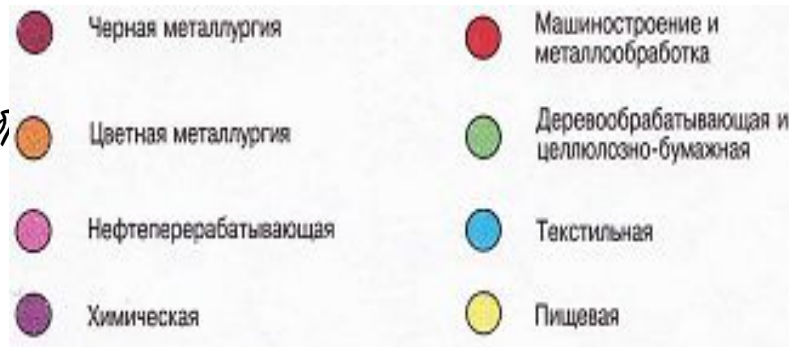 Черная металлургия
Цветная металлургия
Нефтеперерабатывающая
Химическая
Машиностроение и
металлообработка
Деревообрабатывающая и
целлюлозно-бумажная
Текстильная
Пищевая